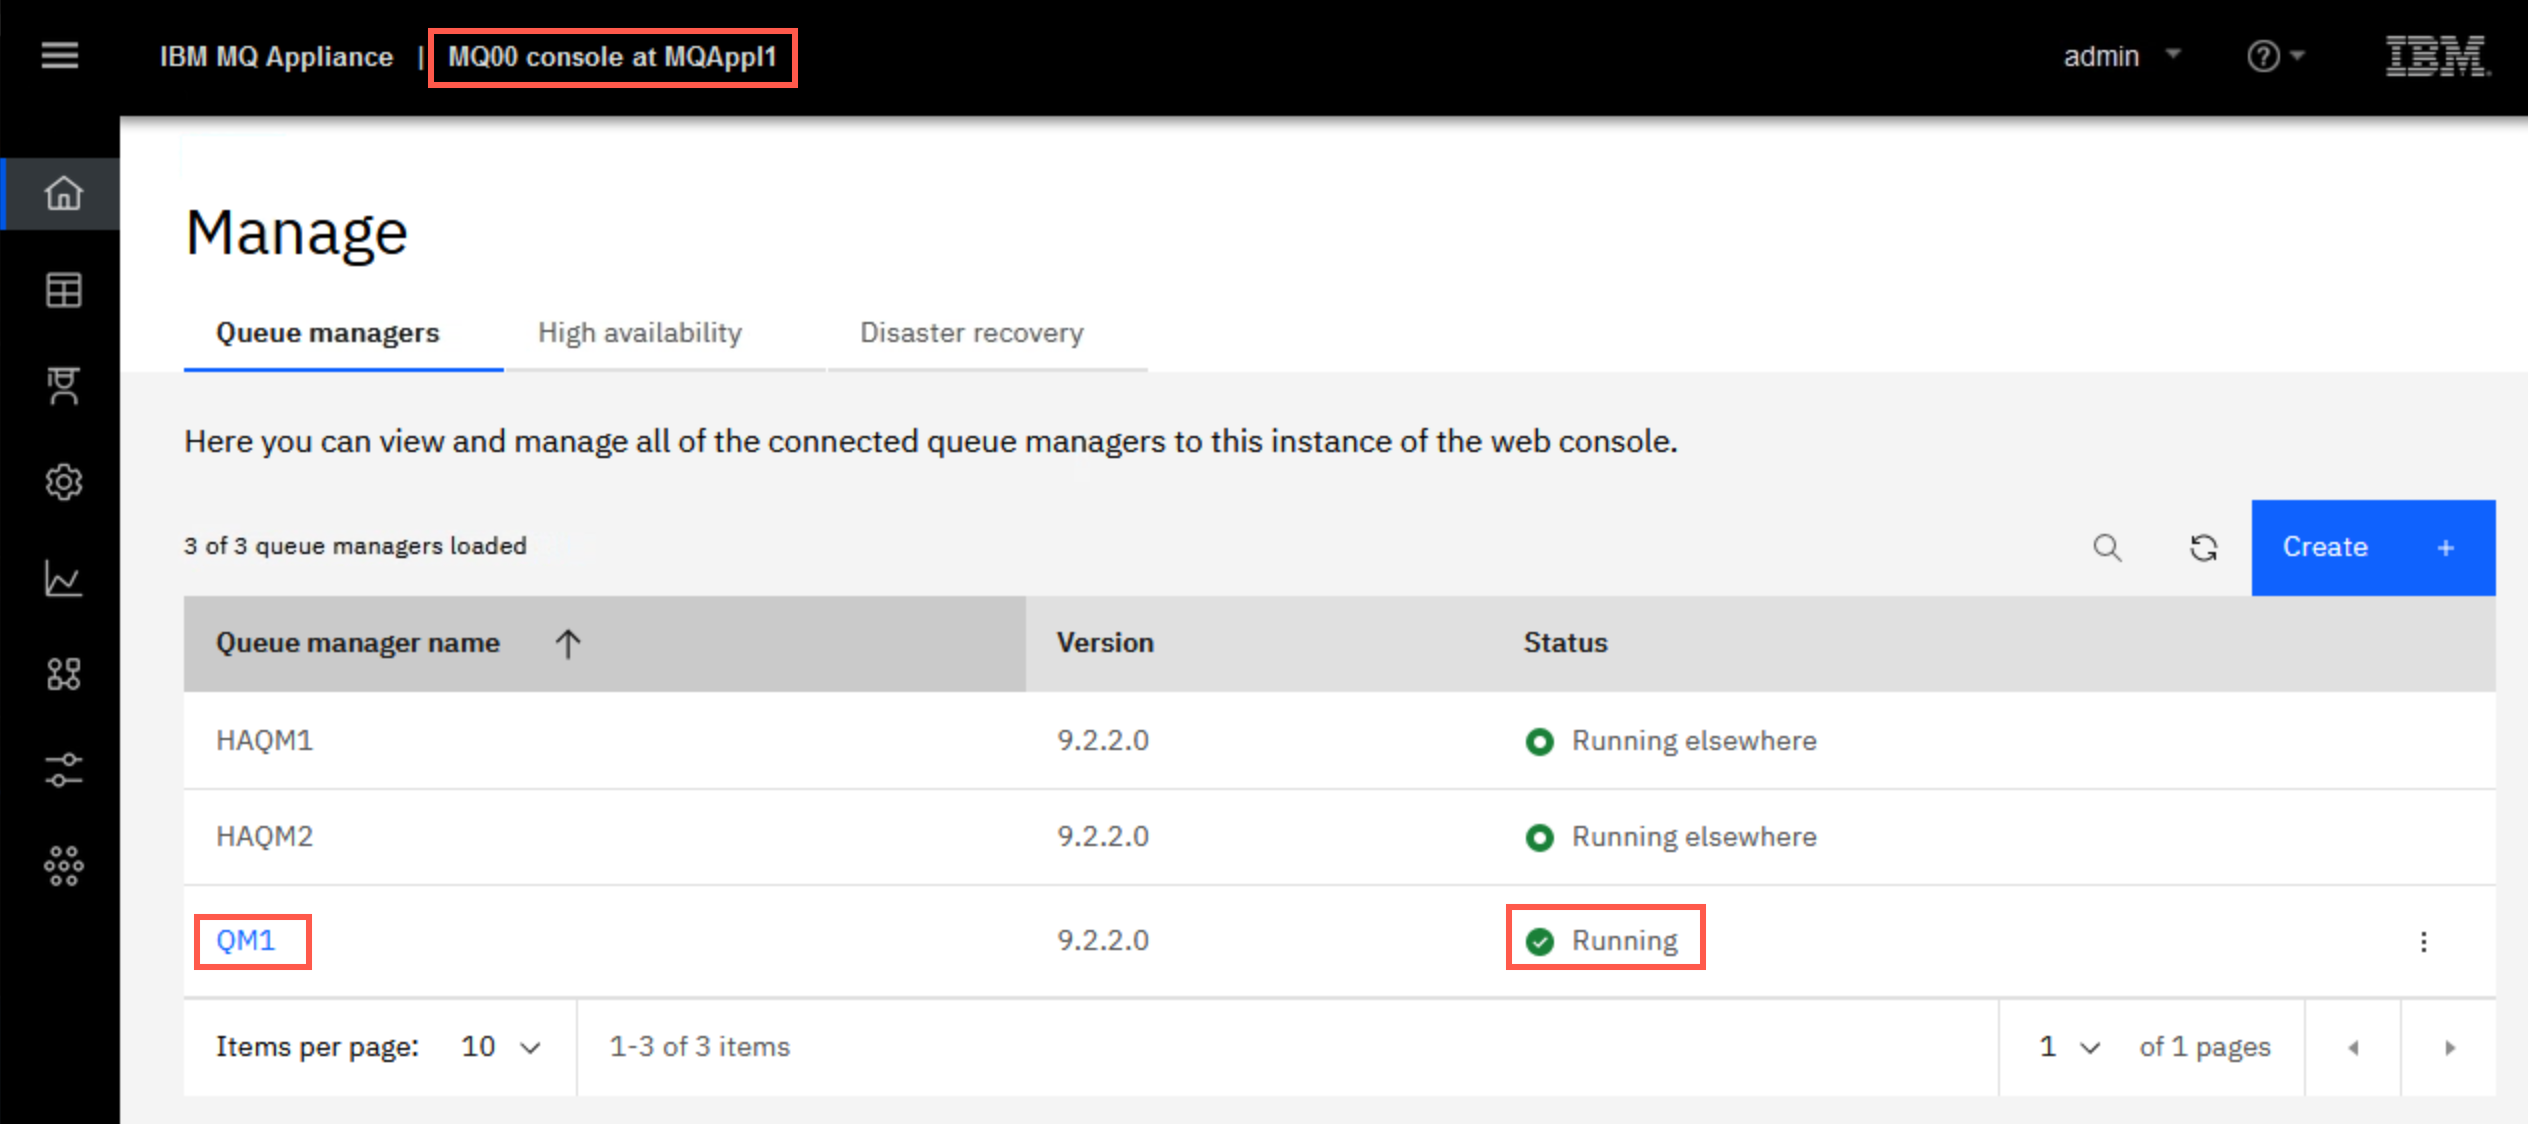 IBM MQ Appliance | MQ00 console at MQAppl1 admin ? IBM
Manage
Queue managers High availability Disaster recovery
Here you can view and manage all of the connected queue managers to this instance of the web console.
3 of 3 queue managers loaded Create +
Queue manager name Version Status
HAQM1 9.2.2.0 Running elsewhere
HAQM2 9.2.2.0 Running elsewhere
QM1 9.2.2.0 Running
Items per page: 10 1-3 of 3 items 1 of 1 pages